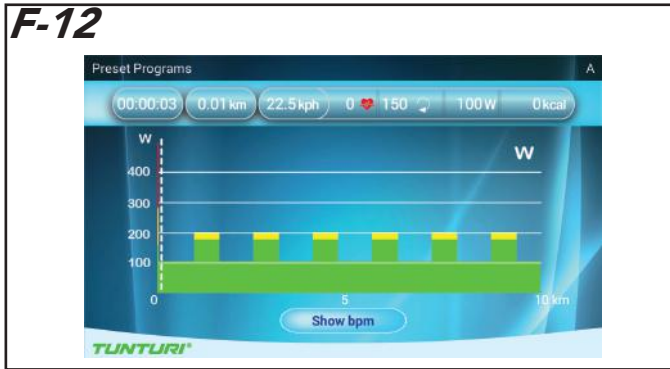 F-12
Preset Programs A
00:00:03 0.01 km 22.5 kph 0 150 100 W 0 kcal
W W
400
300
200
100
0 5 10 km
Show bpm
TUNTURI®